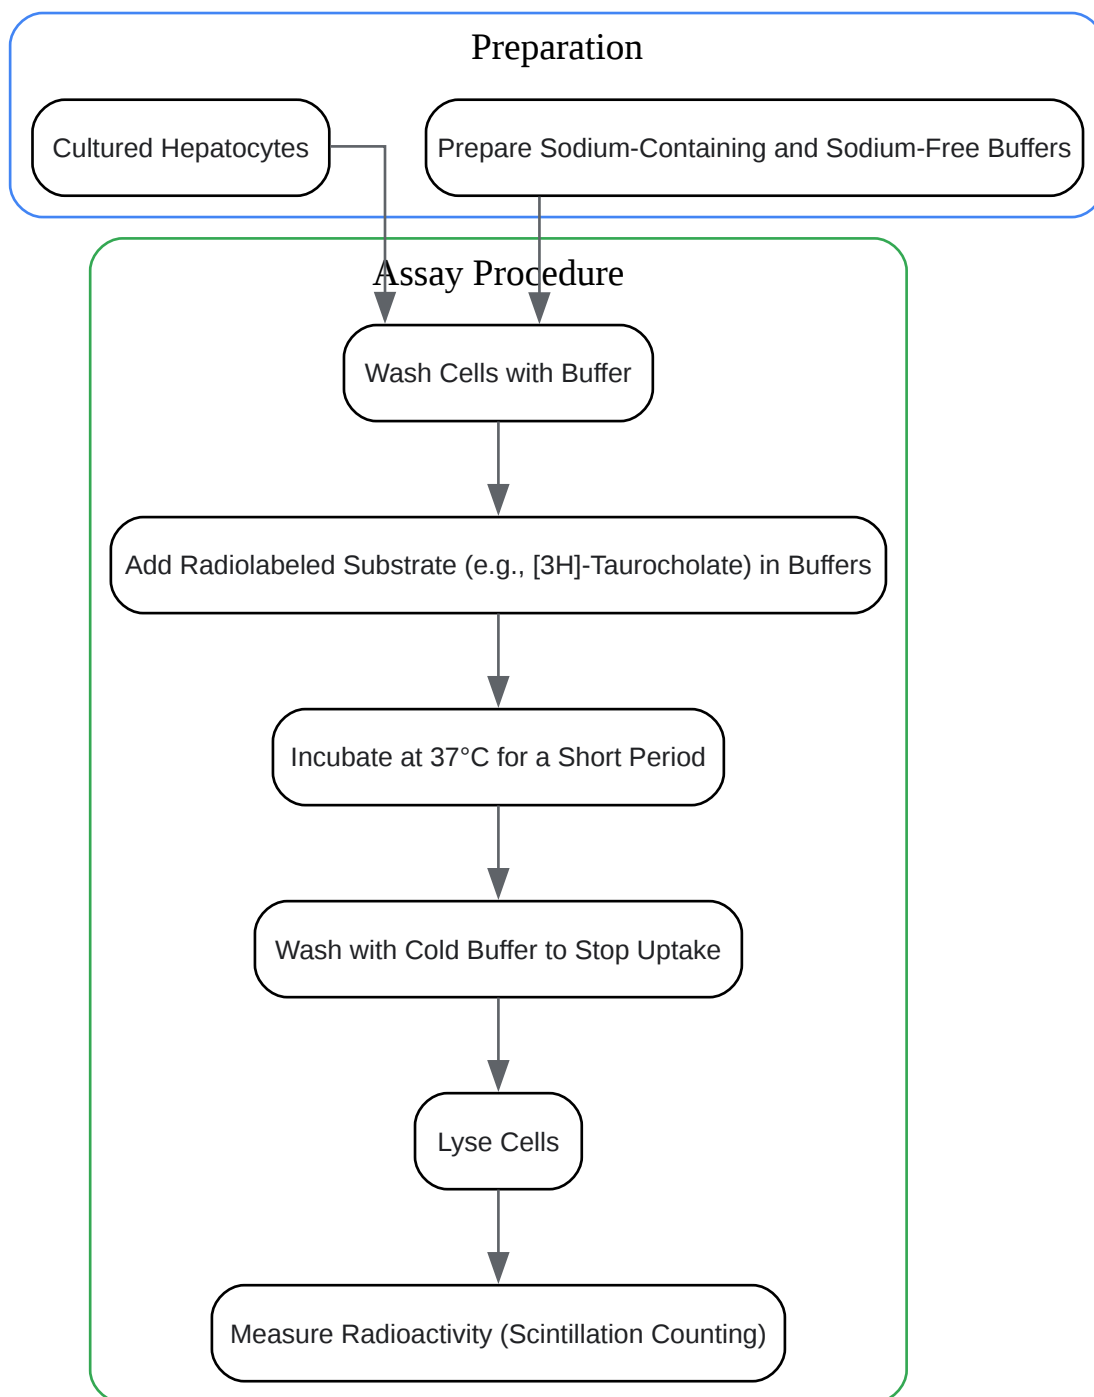 Preparation
Cultured Hepatocytes
Prepare Sodium-Containing and Sodium-Free Buffers
Assay Procedure
Wash Cells with Buffer
Add Radiolabeled Substrate (e.g., [3H]-Taurocholate) in Buffers
Incubate at 37°C for a Short Period
Wash with Cold Buffer to Stop Uptake
Lyse Cells
Measure Radioactivity (Scintillation Counting)